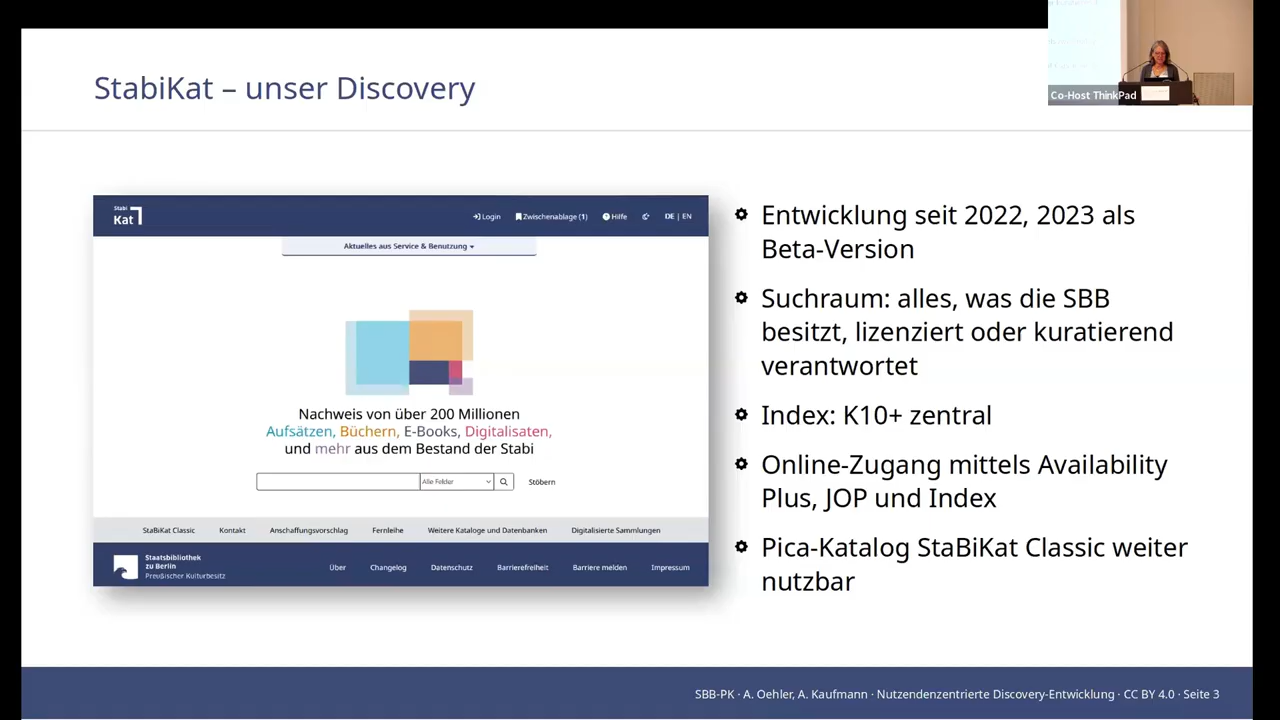 StabiKat – unser Discovery
Co-Host ThinkPad
Stabi
Kat
Login
Zwischenablage (1)
Hilfe
DE | EN
Aktuelles aus Service & Benutzung
Nachweis von über 200 Millionen
Aufsätzen, Büchern, E-Books, Digitalisaten,
und mehr aus dem Bestand der Stabi
Alle Felder
Stöbern
StaBiKat Classic
Kontakt
Anschaffungsvorschlag
Fernleihe
Weitere Kataloge und Datenbanken
Digitalisierte Sammlungen
Staatsbibliothek
zu Berlin
Preußischer Kulturbesitz
Über
Changelog
Datenschutz
Barrierefreiheit
Barriere melden
Impressum
Entwicklung seit 2022, 2023 als
Beta-Version
Suchraum: alles, was die SBB
besitzt, lizenziert oder kuratierend
verantwortet
Index: K10+ zentral
Online-Zugang mittels Availability
Plus, JOP und Index
Pica-Katalog StaBiKat Classic weiter
nutzbar
SBB-PK · A. Oehler, A. Kaufmann · Nutzendenzentrierte Discovery-Entwicklung · CC BY 4.0 · Seite 3